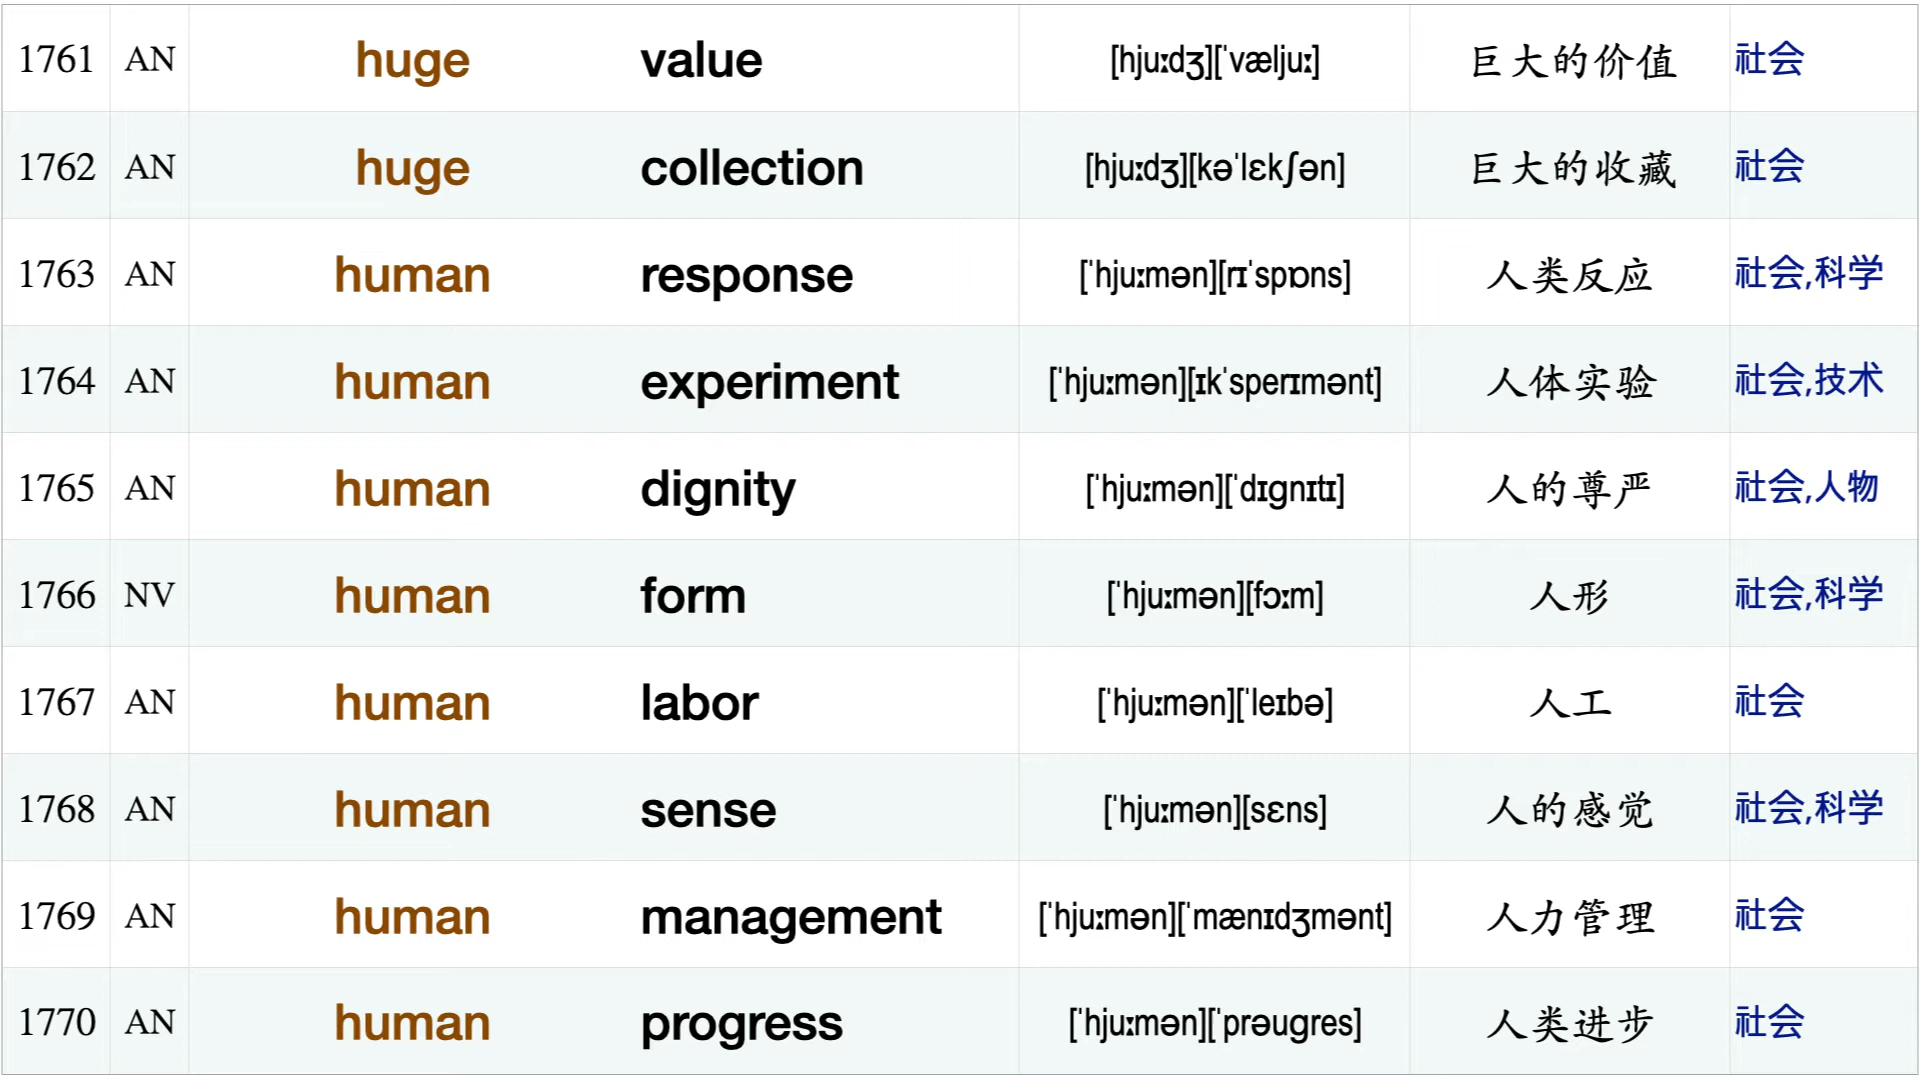 1761 AN huge value [hjuːdʒ][ˈvæljuː] 巨大的价值 社会
1762 AN huge collection [hjuːdʒ][kəˈlɛkʃən] 巨大的收藏 社会
1763 AN human response [ˈhjuːmən][rɪˈspɒns] 人类反应 社会,科学
1764 AN human experiment [ˈhjuːmən][ɪkˈsperɪmənt] 人体实验 社会,技术
1765 AN human dignity [ˈhjuːmən][ˈdɪgnɪtɪ] 人的尊严 社会,人物
1766 NV human form [ˈhjuːmən][fɔːm] 人形 社会,科学
1767 AN human labor [ˈhjuːmən][ˈleɪbə] 人工 社会
1768 AN human sense [ˈhjuːmən][sɛns] 人的感觉 社会,科学
1769 AN human management [ˈhjuːmən][ˈmænɪdʒmənt] 人力管理 社会
1770 AN human progress [ˈhjuːmən][ˈprəugres] 人类进步 社会